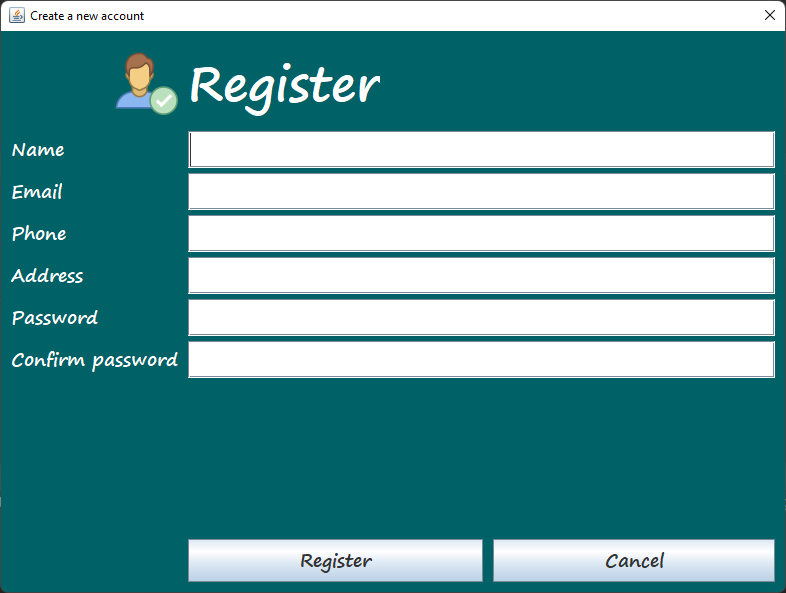 Create a new account
Register
Name
Email
Phone
Address
Password
Confirm password
Register Cancel